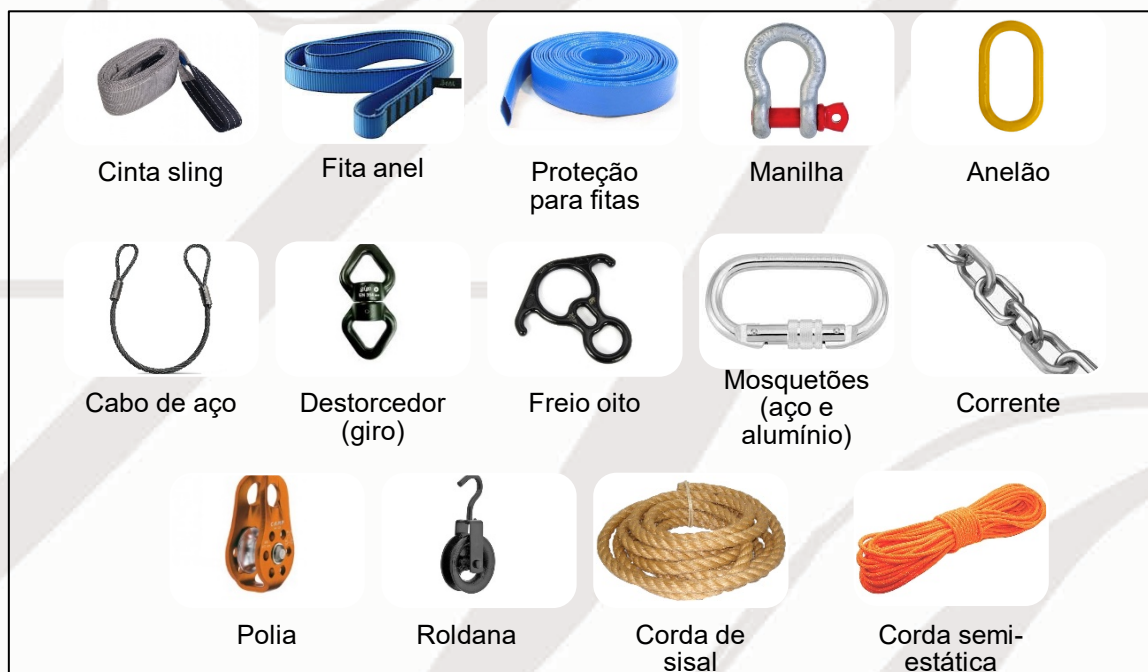 Cinta sling
Fita anel
Proteção
para fitas
Manilha
Anelão
Cabo de aço
Destorcedor
(giro)
Freio oito
Mosquetões
(aço e
alumínio)
Corrente
Polia
Roldana
Corda de
sisal
Corda semi-
estática